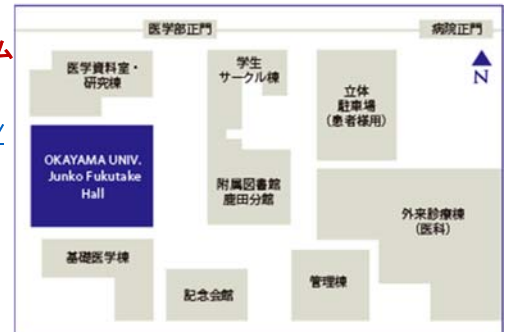 医学部正門
病院正門
ム
医学資料室・
研究棟
学生
サークル棟
立体
駐車場
(患者様用)
N
OKAYAMA UNIV.
Junko Fukutake
Hall
附属図書館
鹿田分館
外来診療棟
(医科)
基礎医学棟
記念会館
管理棟